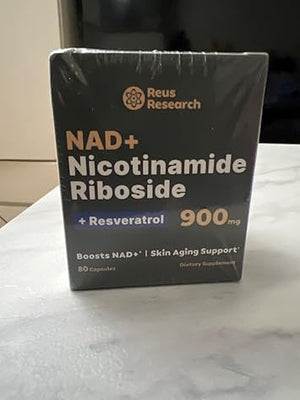 Reus
Research
NAD+
Nicotinamide
Riboside
+ Resveratrol 900mg
Boosts NAD+* | Skin Aging Support*
80 Capsules Dietary Supplement